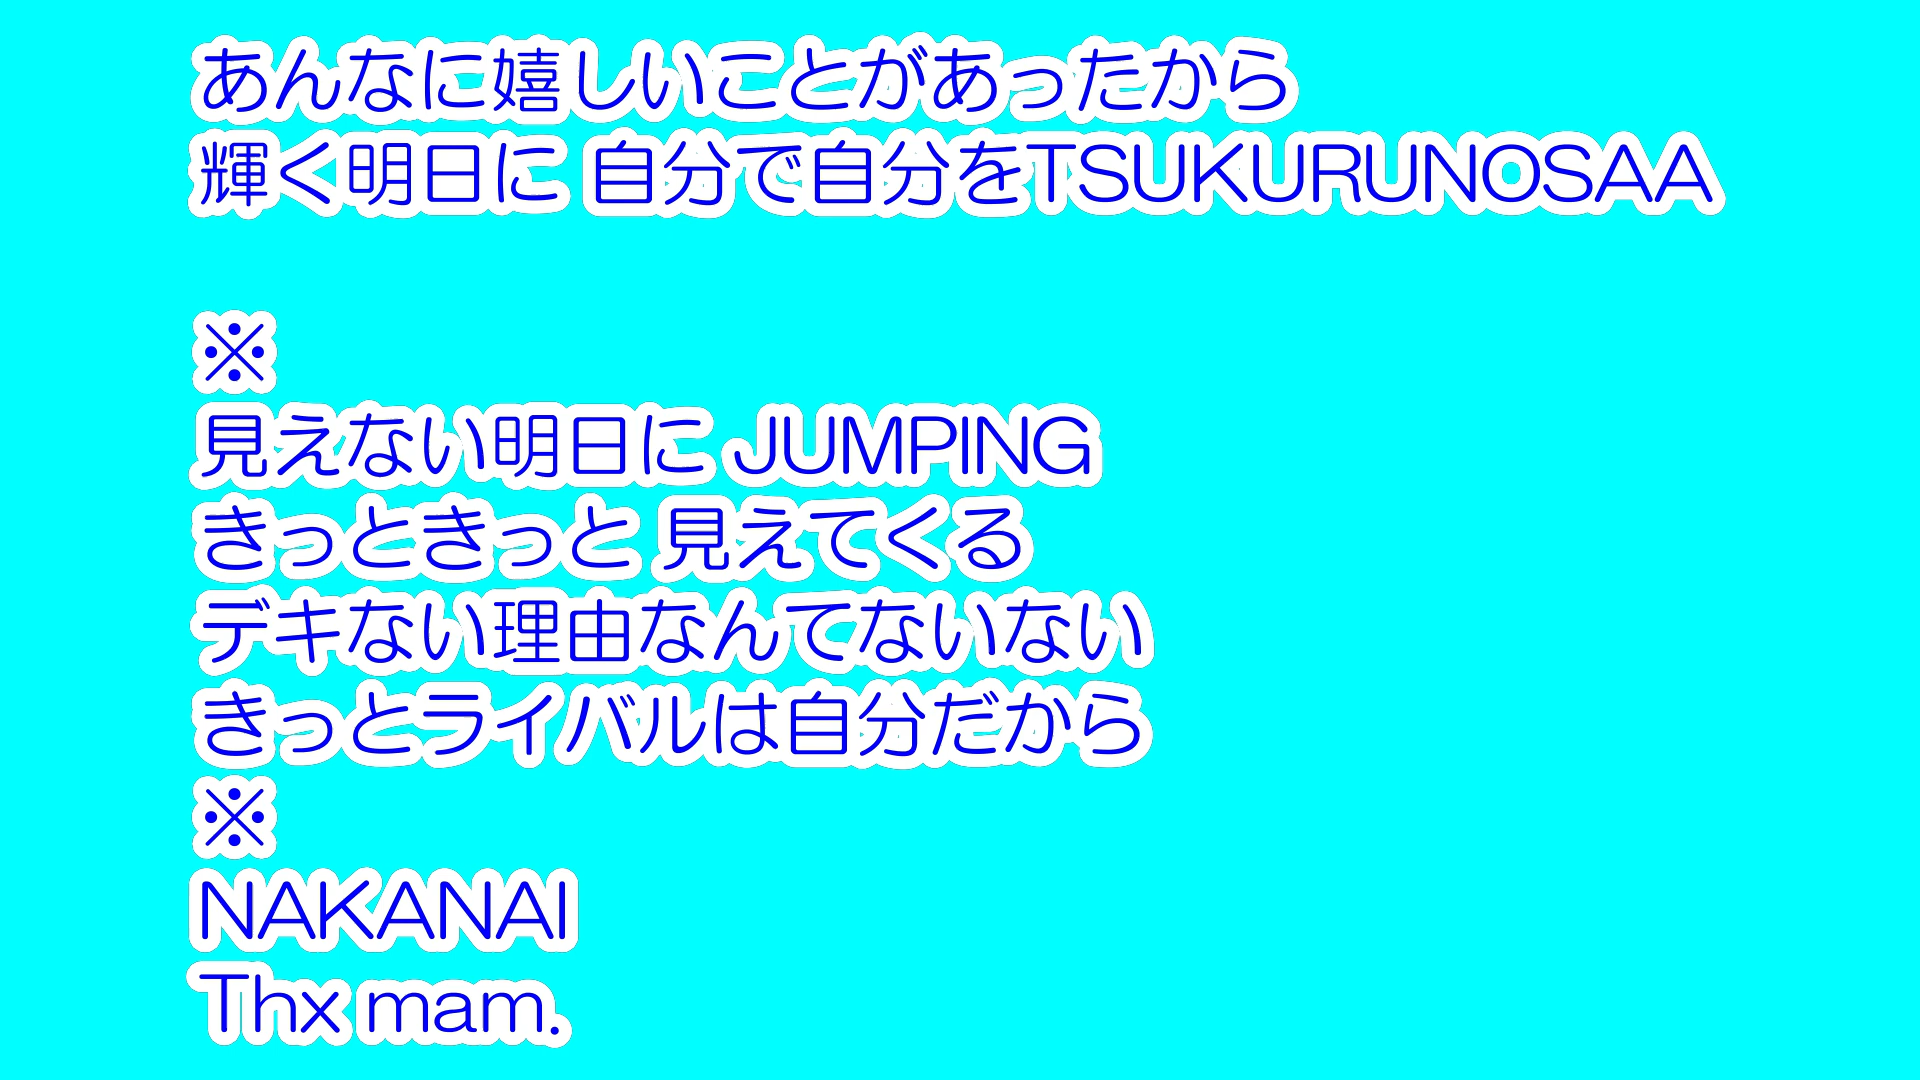 あんなに嬉しいことがあったから
輝く明日に 自分で自分をTSUKURUNOSAA
※
見えない明日に JUMPING
きっときっと 見えてくる
デキない理由なんてないない
きっとライバルは自分だから
※
NAKANAI
Thx mam.